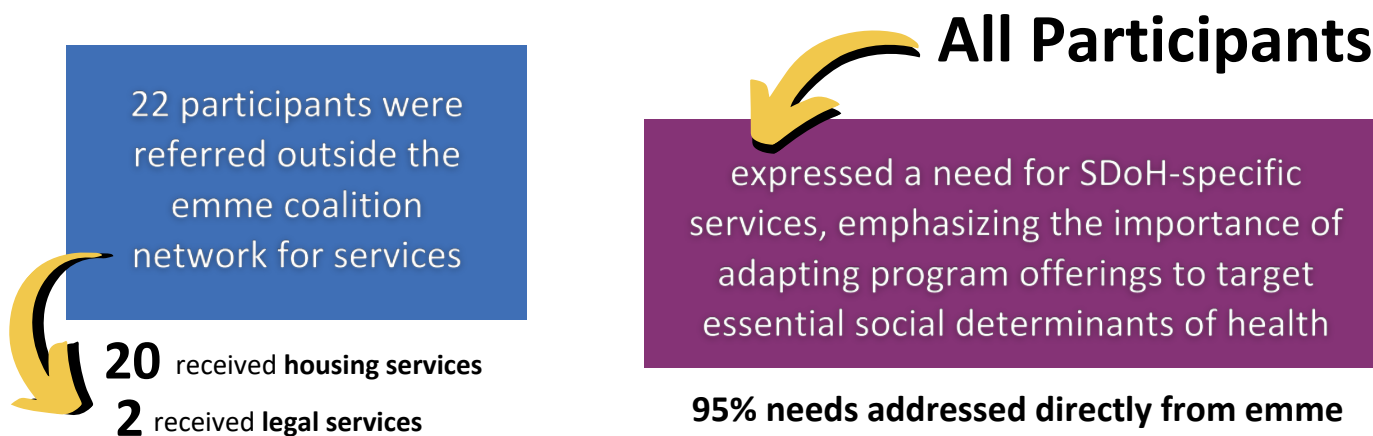 22 participants were
referred outside the
emme coalition
network for services
20 received housing services
2 received legal services
All Participants
expressed a need for SDoH-specific
services, emphasizing the importance of
adapting program offerings to target
essential social determinants of health
95% needs addressed directly from emme